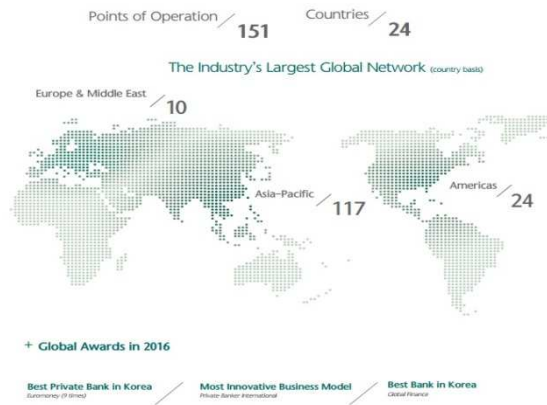 Points of Operation 151
Countries 24
The Industry's Largest Global Network (country basis)
Europe & Middle East 10
Asia-Pacific 117
Americas 24
+ Global Awards in 2016
Best Private Bank in Korea
Euromoney (9 times)
Most Innovative Business Model
Private Banker International
Best Bank in Korea
Global Finance